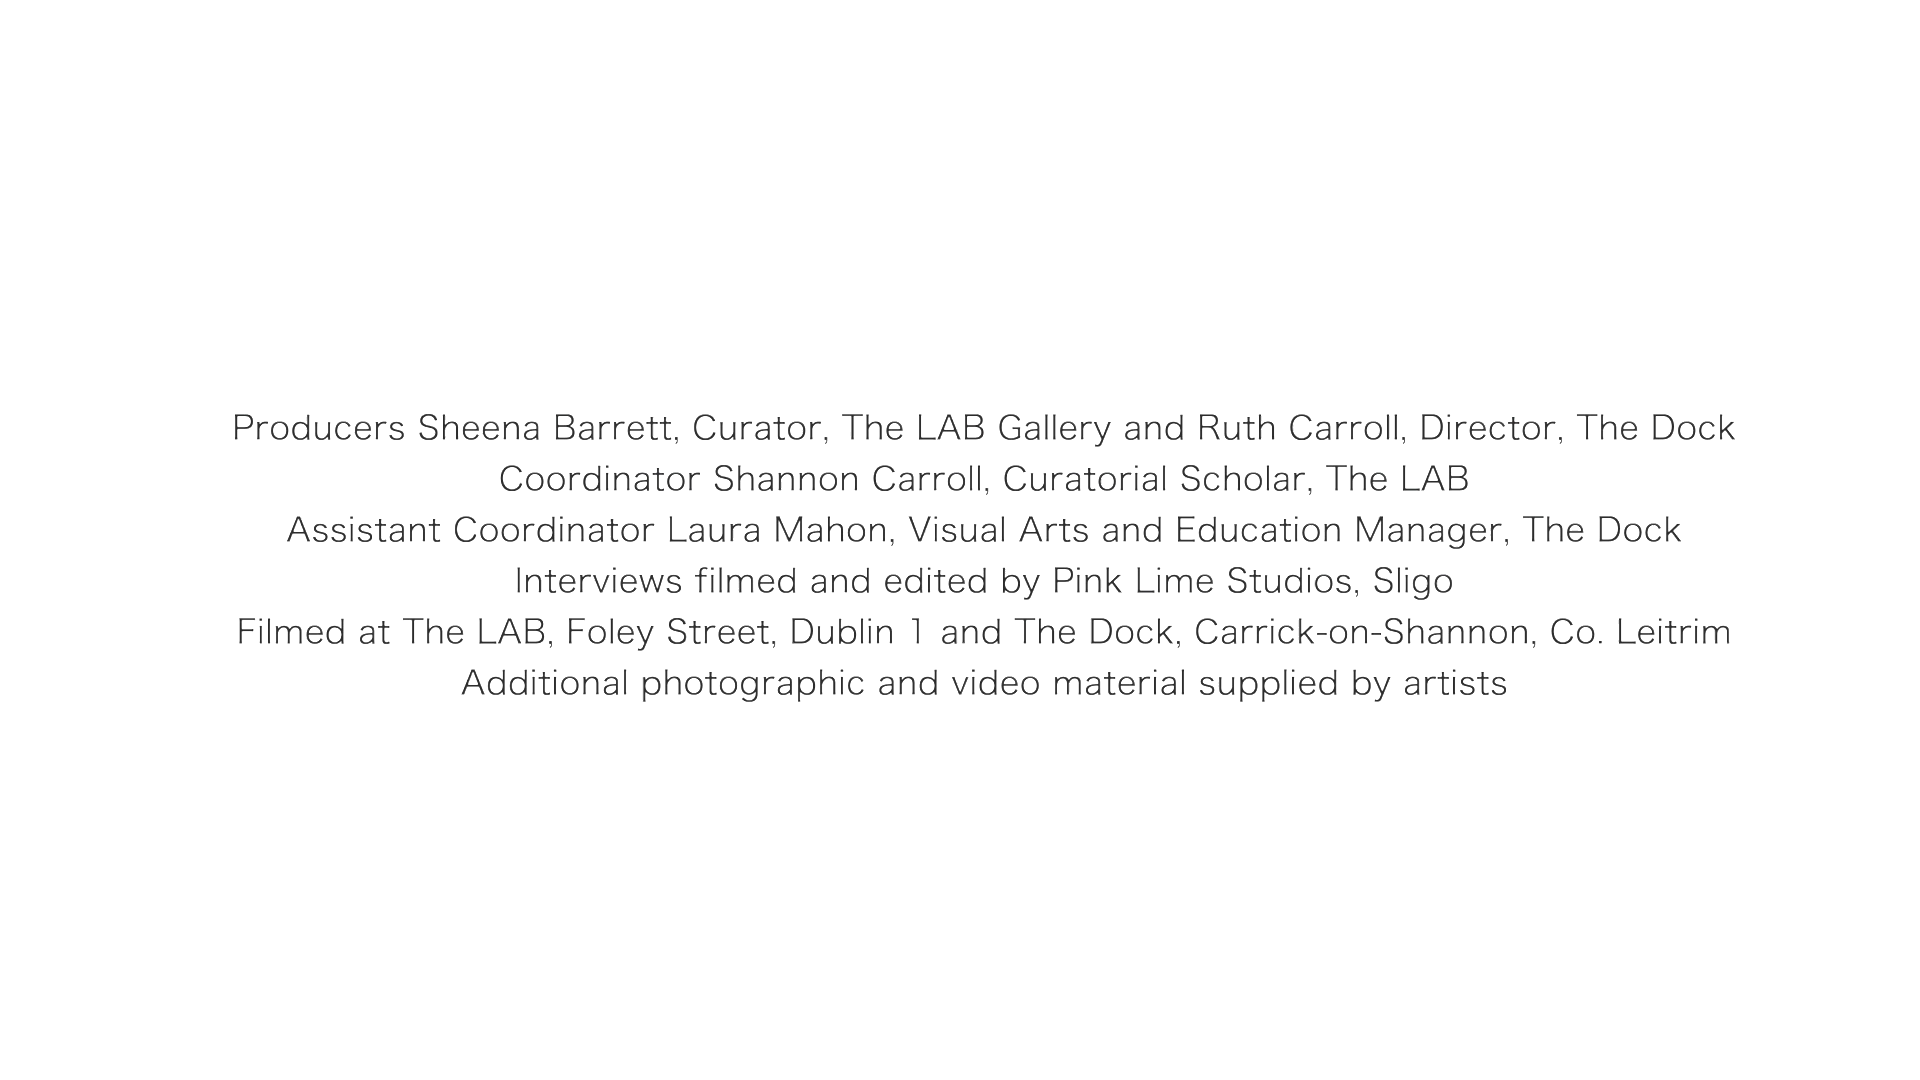 Producers Sheena Barrett, Curator, The LAB Gallery and Ruth Carroll, Director, The Dock
Coordinator Shannon Carroll, Curatorial Scholar, The LAB
Assistant Coordinator Laura Mahon, Visual Arts and Education Manager, The Dock
Interviews filmed and edited by Pink Lime Studios, Sligo
Filmed at The LAB, Foley Street, Dublin 1 and The Dock, Carrick-on-Shannon, Co. Leitrim
Additional photographic and video material supplied by artists